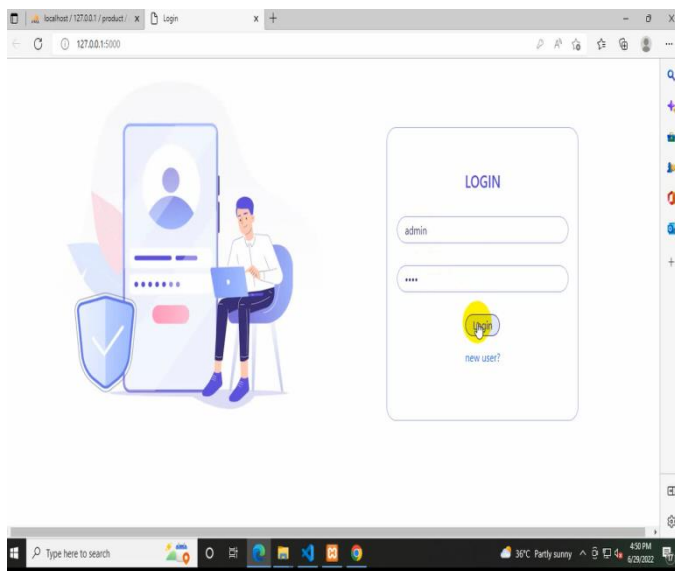 localhost / 127.0.0.1 / product /
Login
127.0.0.1:5000
LOGIN
admin
Login
new user?
Type here to search
36°C Partly sunny
4:50 PM
6/29/2022